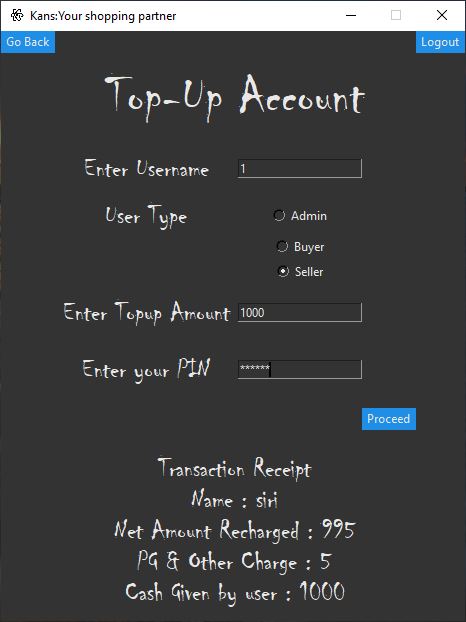 Kans:Your shopping partner
Go Back Logout
Top-Up Account
Enter Username 1
User Type Admin
Buyer
Seller
Enter Topup Amount 1000
Enter your PIN ******
Proceed
Transaction Receipt
Name : siri
Net Amount Recharged : 995
PG & Other Charge : 5
Cash Given by user : 1000